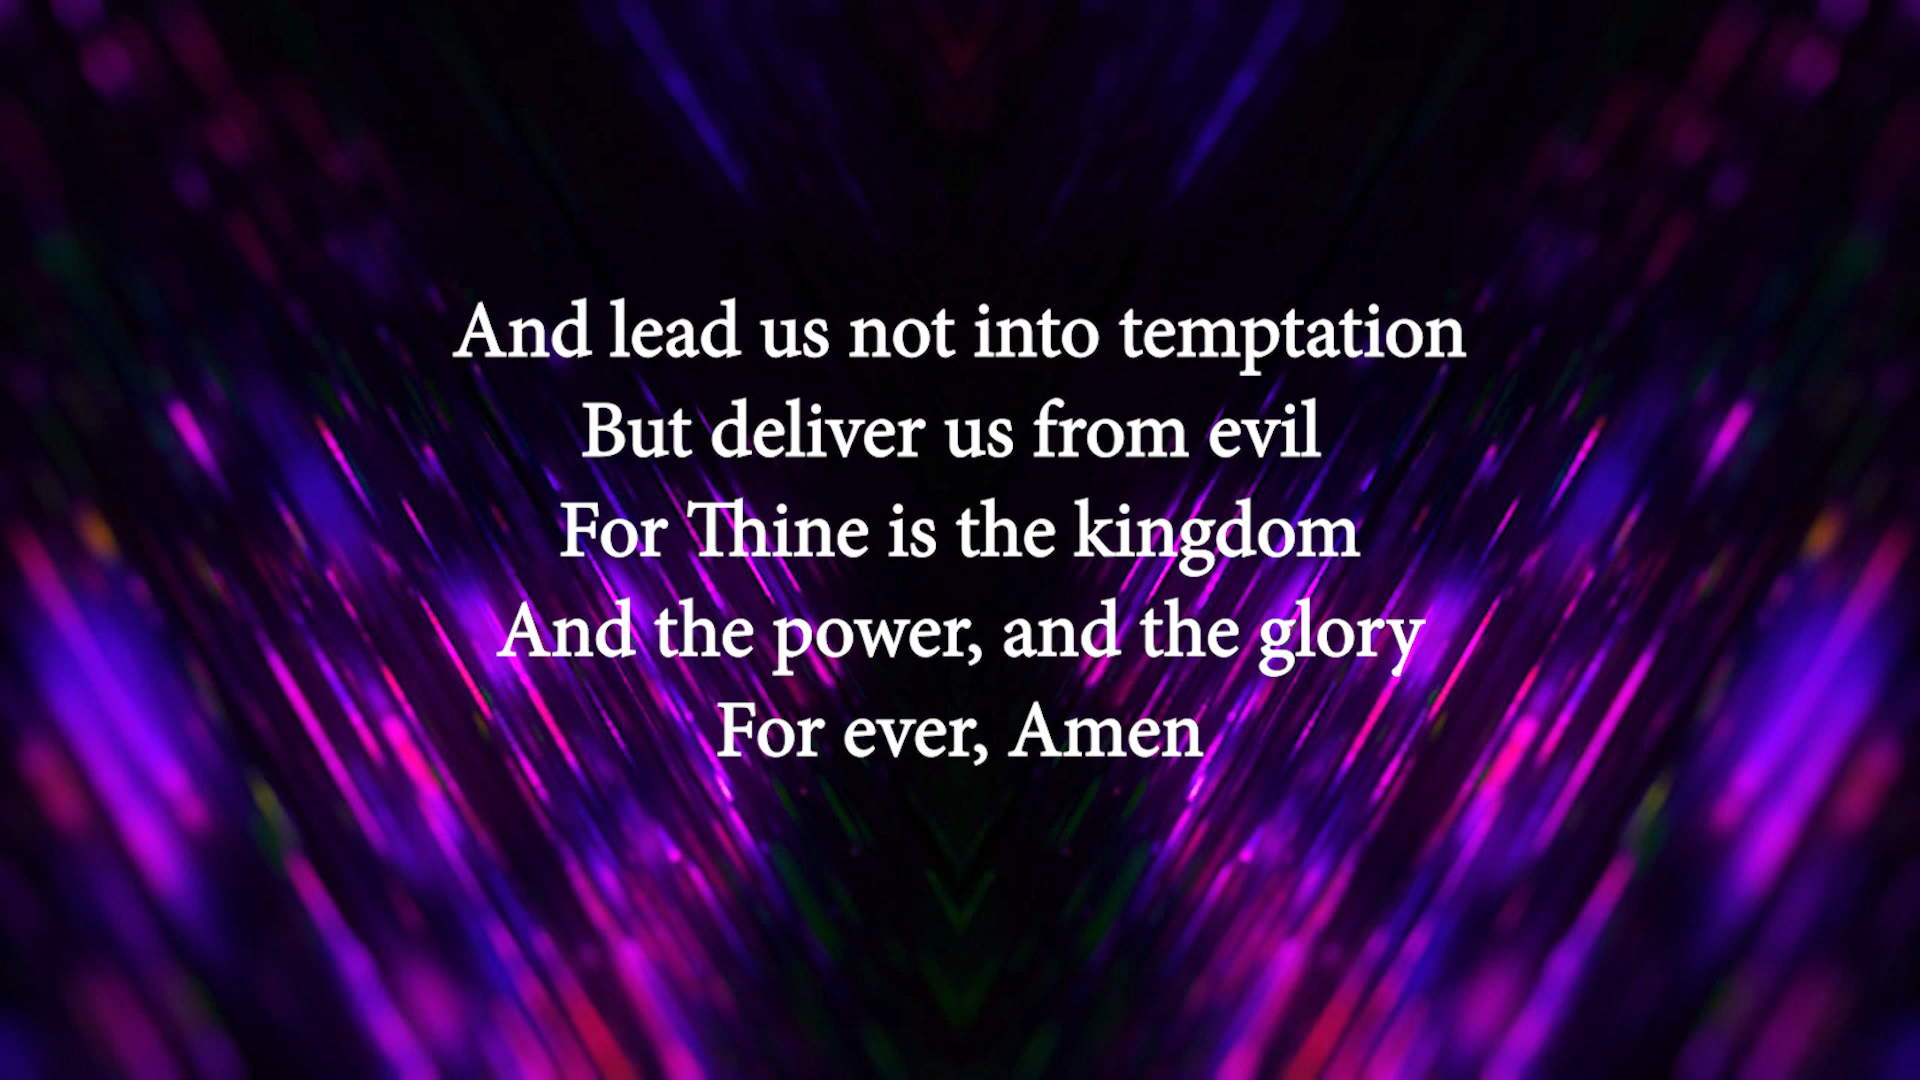 And lead us not into temptation
But deliver us from evil
For Thine is the kingdom
And the power, and the glory
For ever, Amen